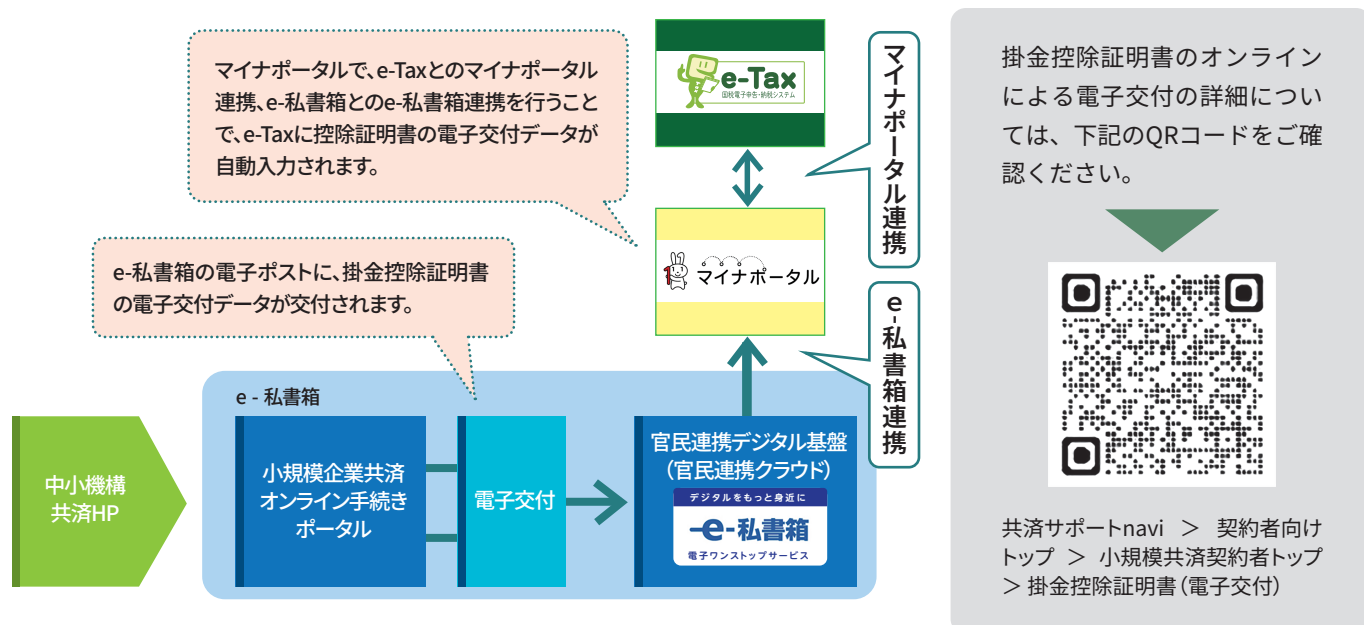 マイナポータルで、e-Taxとのマイナポータル
連携、e-私書箱とのe-私書箱連携を行うこと
で、e-Taxに控除証明書の電子交付データが
自動入力されます。
e-Tax
国税電子申告・納税システム
マイナポータル連携
マイナポータル
e-私書箱の電子ポストに、掛金控除証明書
の電子交付データが交付されます。
e-私書箱連携
e - 私書箱
中小機構
共済HP
小規模企業共済
オンライン手続き
ポータル
電子交付
官民連携デジタル基盤
（官民連携クラウド）
デジタルをもっと身近に
e-私書箱
電子ワンストップサービス
掛金控除証明書のオンライン
による電子交付の詳細につい
ては、下記のQRコードをご確
認ください。
共済サポートnavi ＞ 契約者向け
トップ ＞ 小規模共済契約者トップ
＞ 掛金控除証明書（電子交付）